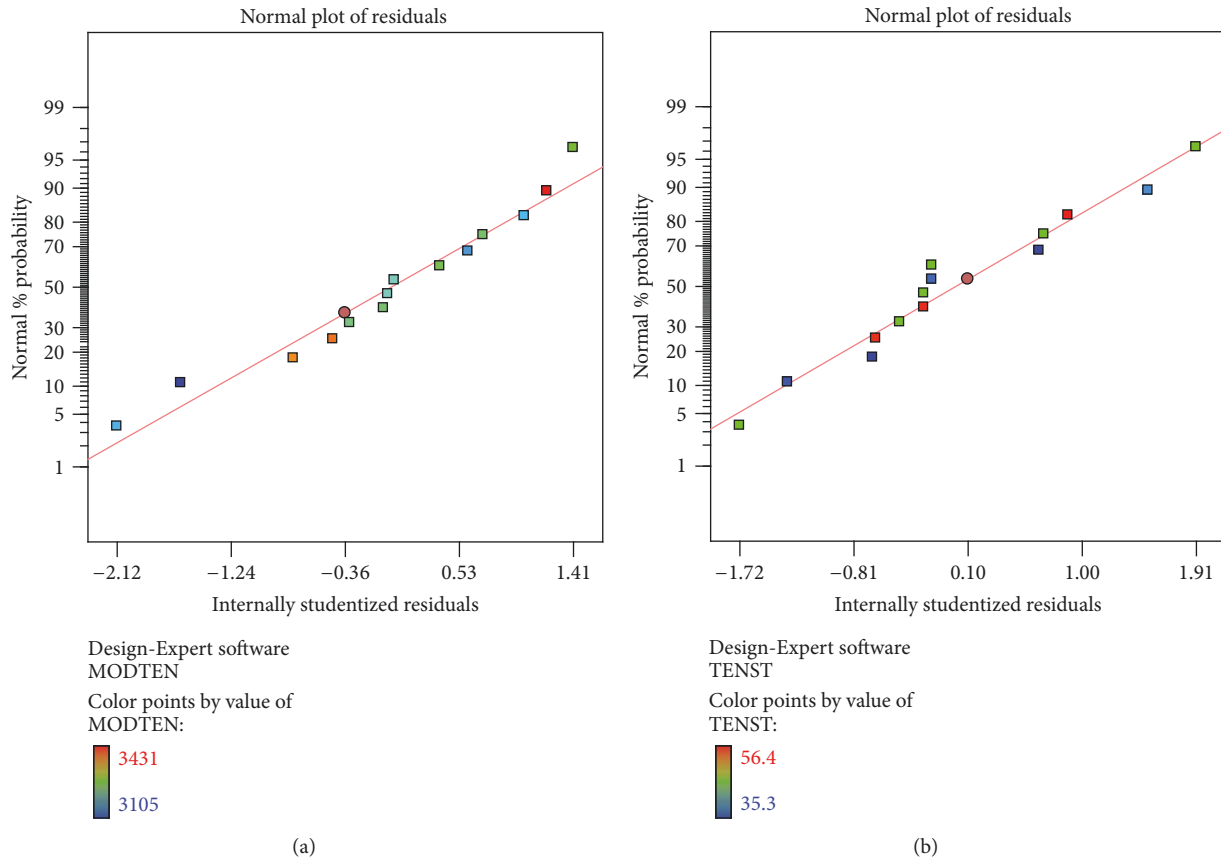 Normal plot of residuals
99
95
90
80
70
50
30
20
10
5
1
Normal % probability
−2.12 −1.24 −0.36 0.53 1.41
Internally studentized residuals
Design-Expert software
MODTEN
Color points by value of
MODTEN:
3431
3105
(a)
Normal plot of residuals
99
95
90
80
70
50
30
20
10
5
1
Normal % probability
−1.72 −0.81 0.10 1.00 1.91
Internally studentized residuals
Design-Expert software
TENST
Color points by value of
TENST:
56.4
35.3
(b)